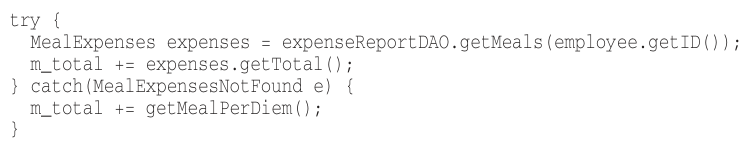 try {
  MealExpenses expenses = expenseReportDAO.getMeals(employee.getID());
  m_total += expenses.getTotal();
} catch(MealExpensesNotFound e) {
  m_total += getMealPerDiem();
}